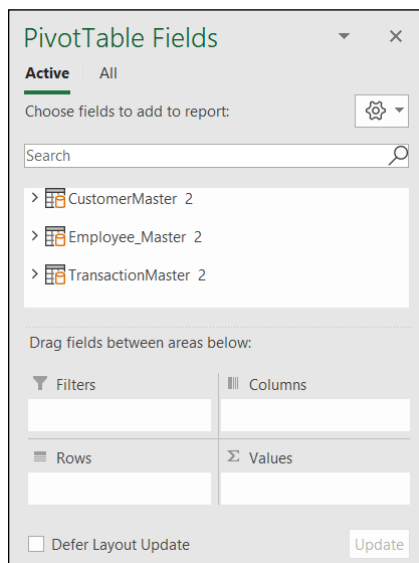 PivotTable Fields
Active All
Choose fields to add to report:
Search
CustomerMaster 2
Employee_Master 2
TransactionMaster 2
Drag fields between areas below:
Filters Columns
Rows Σ Values
Defer Layout Update Update